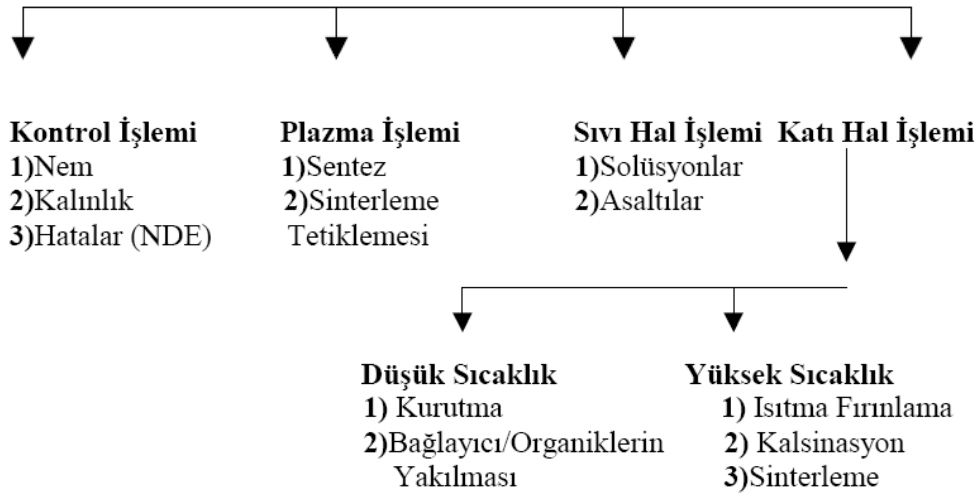 Kontrol İşlemi
1)Nem
2)Kalınlık
3)Hatalar (NDE)
Plazma İşlemi
1)Sentez
2)Sinterleme
Tetiklemesi
Sıvı Hal İşlemi
1)Solüsyonlar
2)Asaltılar
Katı Hal İşlemi
Düşük Sıcaklık
1) Kurutma
2)Bağlayıcı/Organiklerin
Yakılması
Yüksek Sıcaklık
1) Isıtma Fırınlama
2) Kalsinasyon
3)Sinterleme